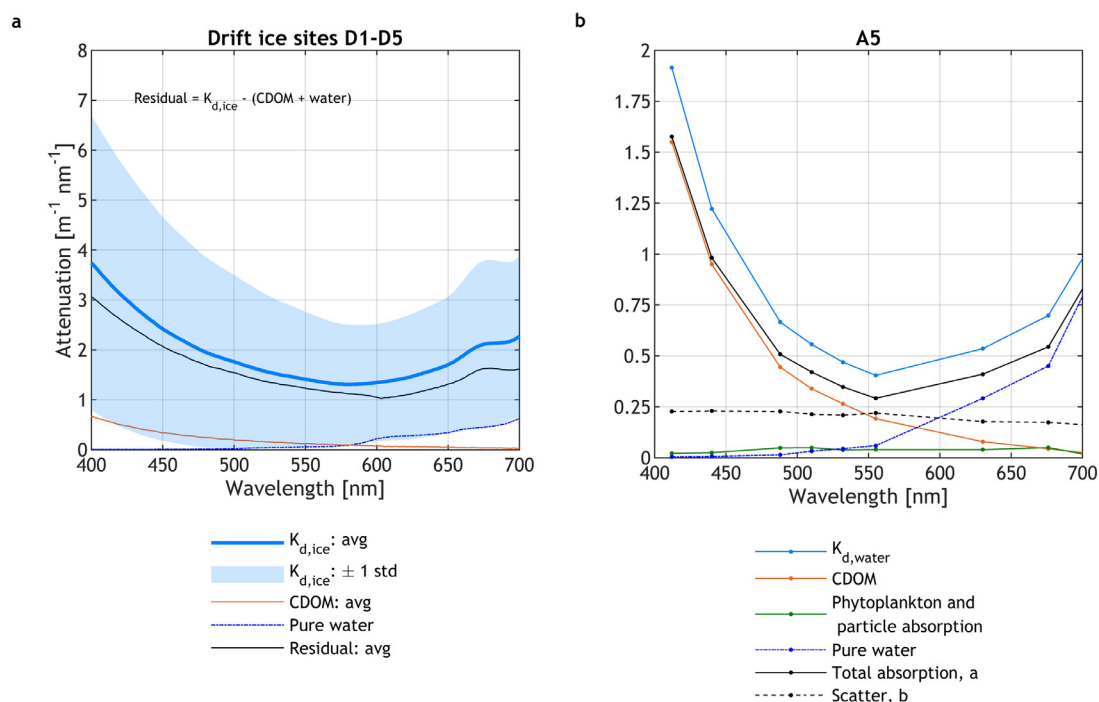 a
Drift ice sites D1-D5
Residual = K_{d,ice} - (CDOM + water)
Attenuation [m^{-1} nm^{-1}]
8
7
6
5
4
3
2
1
0
400 450 500 550 600 650 700
Wavelength [nm]
K_{d,ice}: avg
K_{d,ice}: ± 1 std
CDOM: avg
Pure water
Residual: avg
b
A5
2
1.75
1.5
1.25
1
0.75
0.5
0.25
0
400 450 500 550 600 650 700
Wavelength [nm]
K_{d,water}
CDOM
Phytoplankton and
particle absorption
Pure water
Total absorption, a
Scatter, b